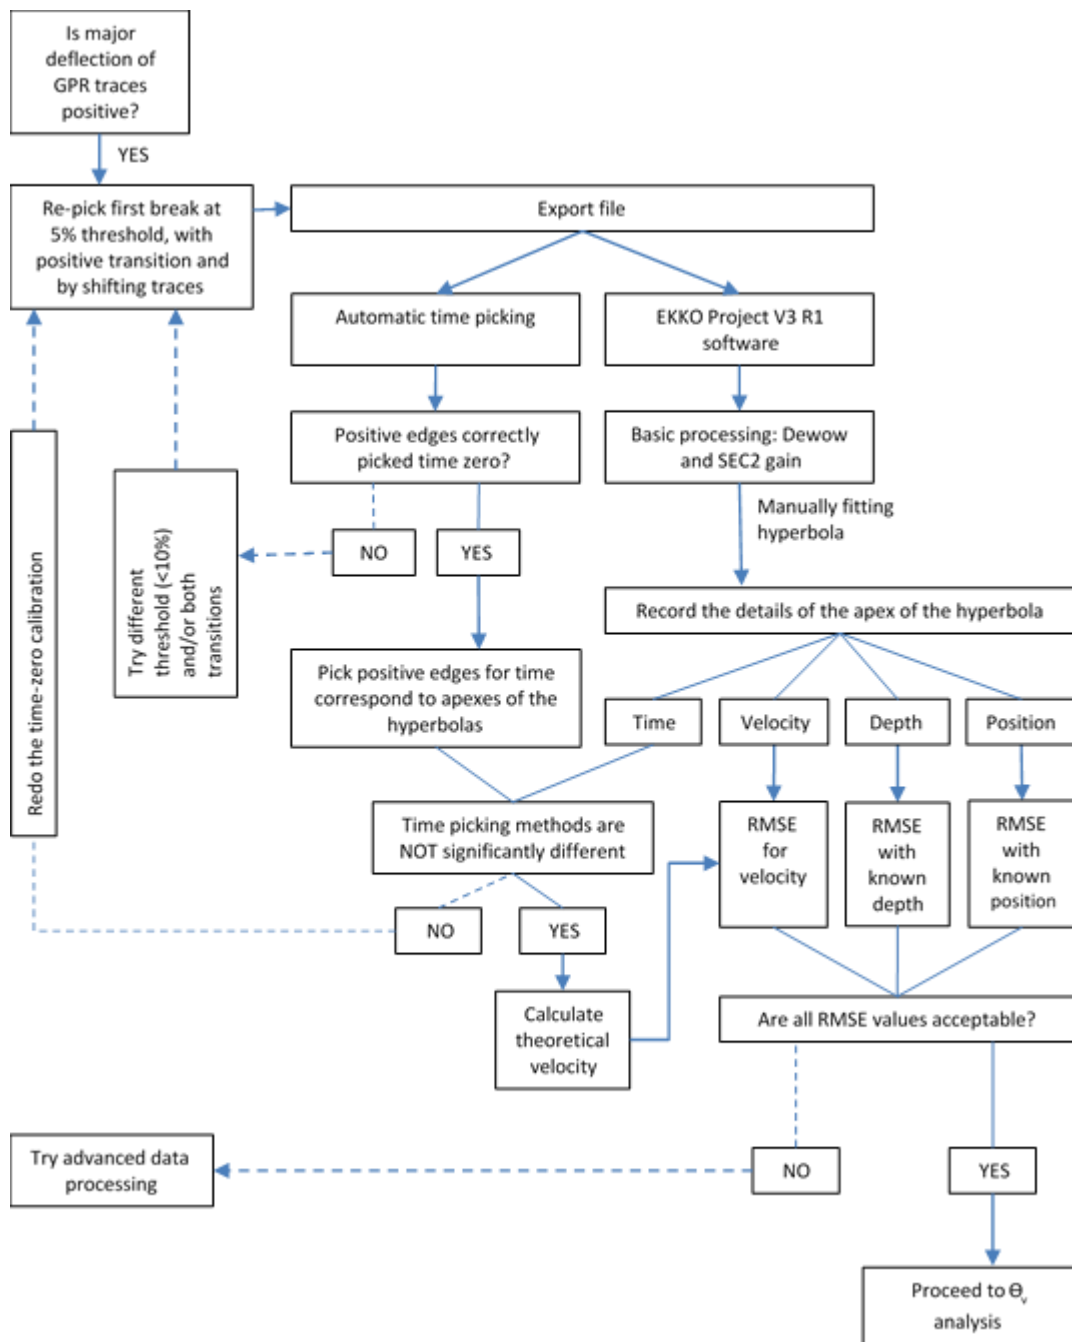 Is major
deflection of
GPR traces
positive?
YES
Re-pick first break at
5% threshold, with
positive transition and
by shifting traces
Export file
Automatic time picking
EKKO Project V3 R1
software
Positive edges correctly
picked time zero?
Basic processing: Dewow
and SEC2 gain
Manually fitting
hyperbola
NO
YES
Try different
threshold (<10%)
and/or both
transitions
Redo the time-zero calibration
Record the details of the apex of the hyperbola
Pick positive edges for time
correspond to apexes of the
hyperbolas
Time
Velocity
Depth
Position
Time picking methods are
NOT significantly different
RMSE
for
velocity
RMSE
with
known
depth
RMSE
with
known
position
NO
YES
Calculate
theoretical
velocity
Are all RMSE values acceptable?
Try advanced data
processing
NO
YES
Proceed to ϴv
analysis